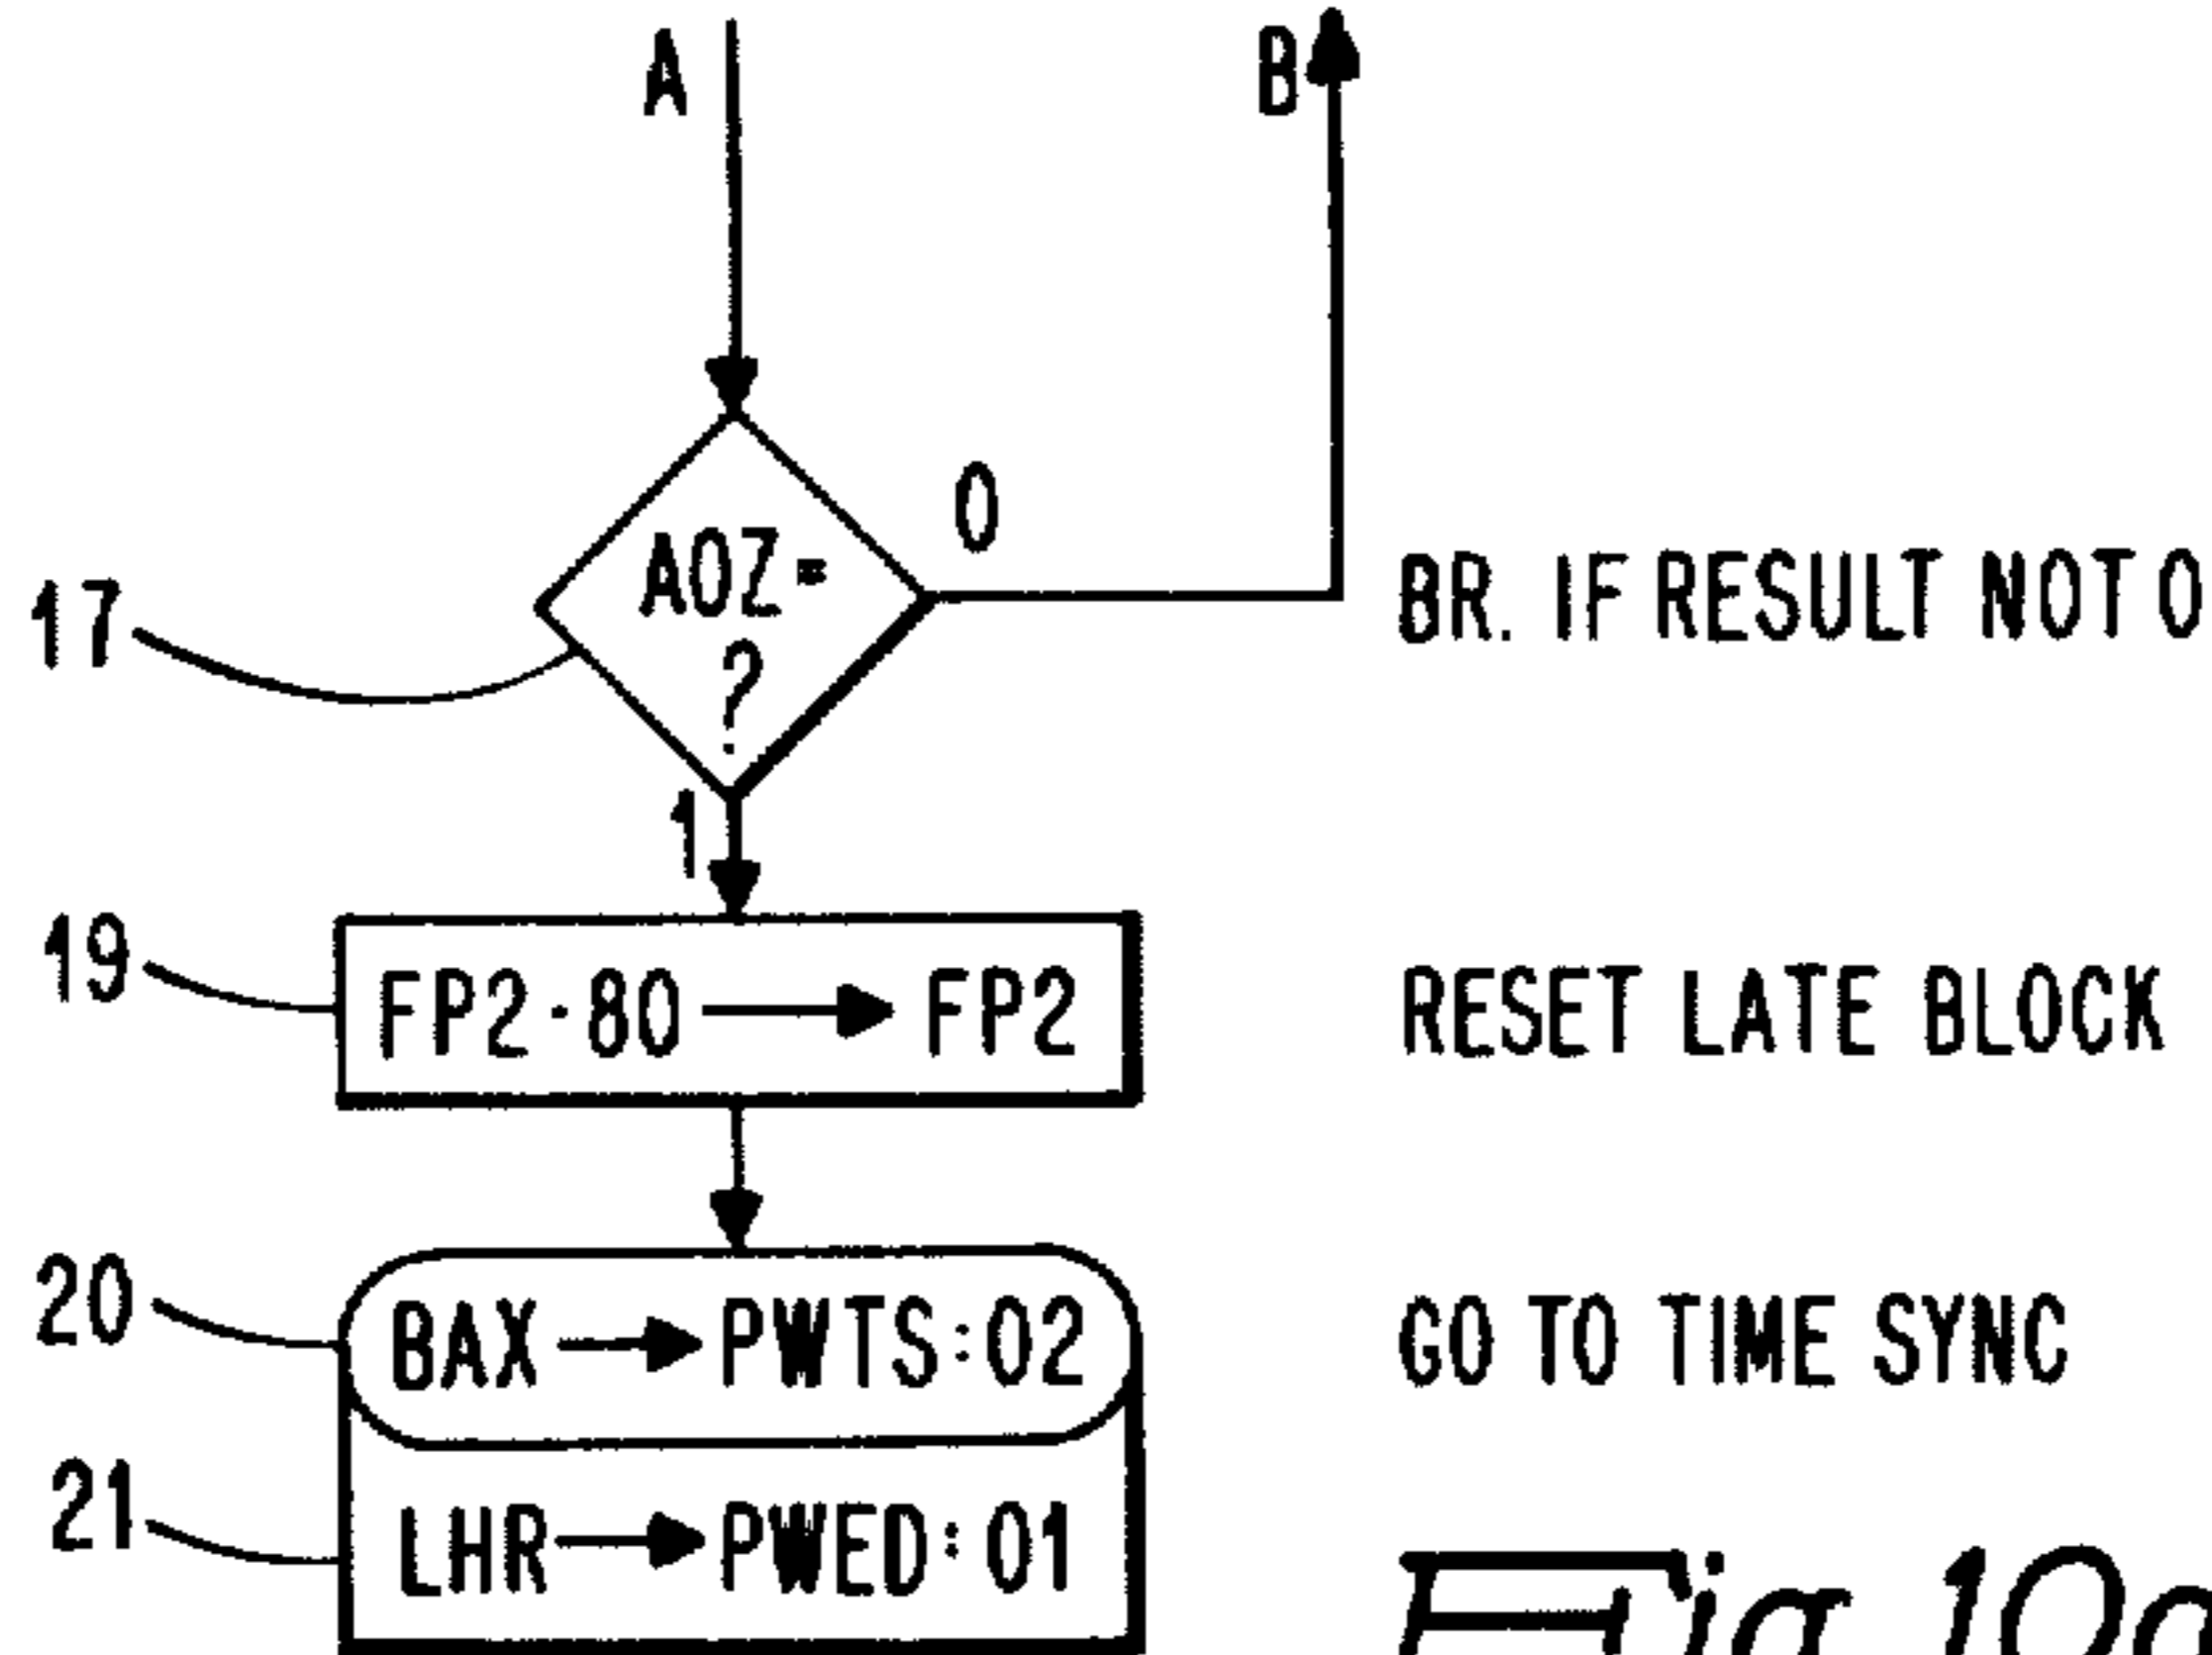 A
B
0
AOZ=
?
17
BR. IF RESULT NOT 0
1
19
FP2·80 → FP2
RESET LATE BLOCK
20
BAX → PWTS:02
GO TO TIME SYNC
21
LHR → PWED:01